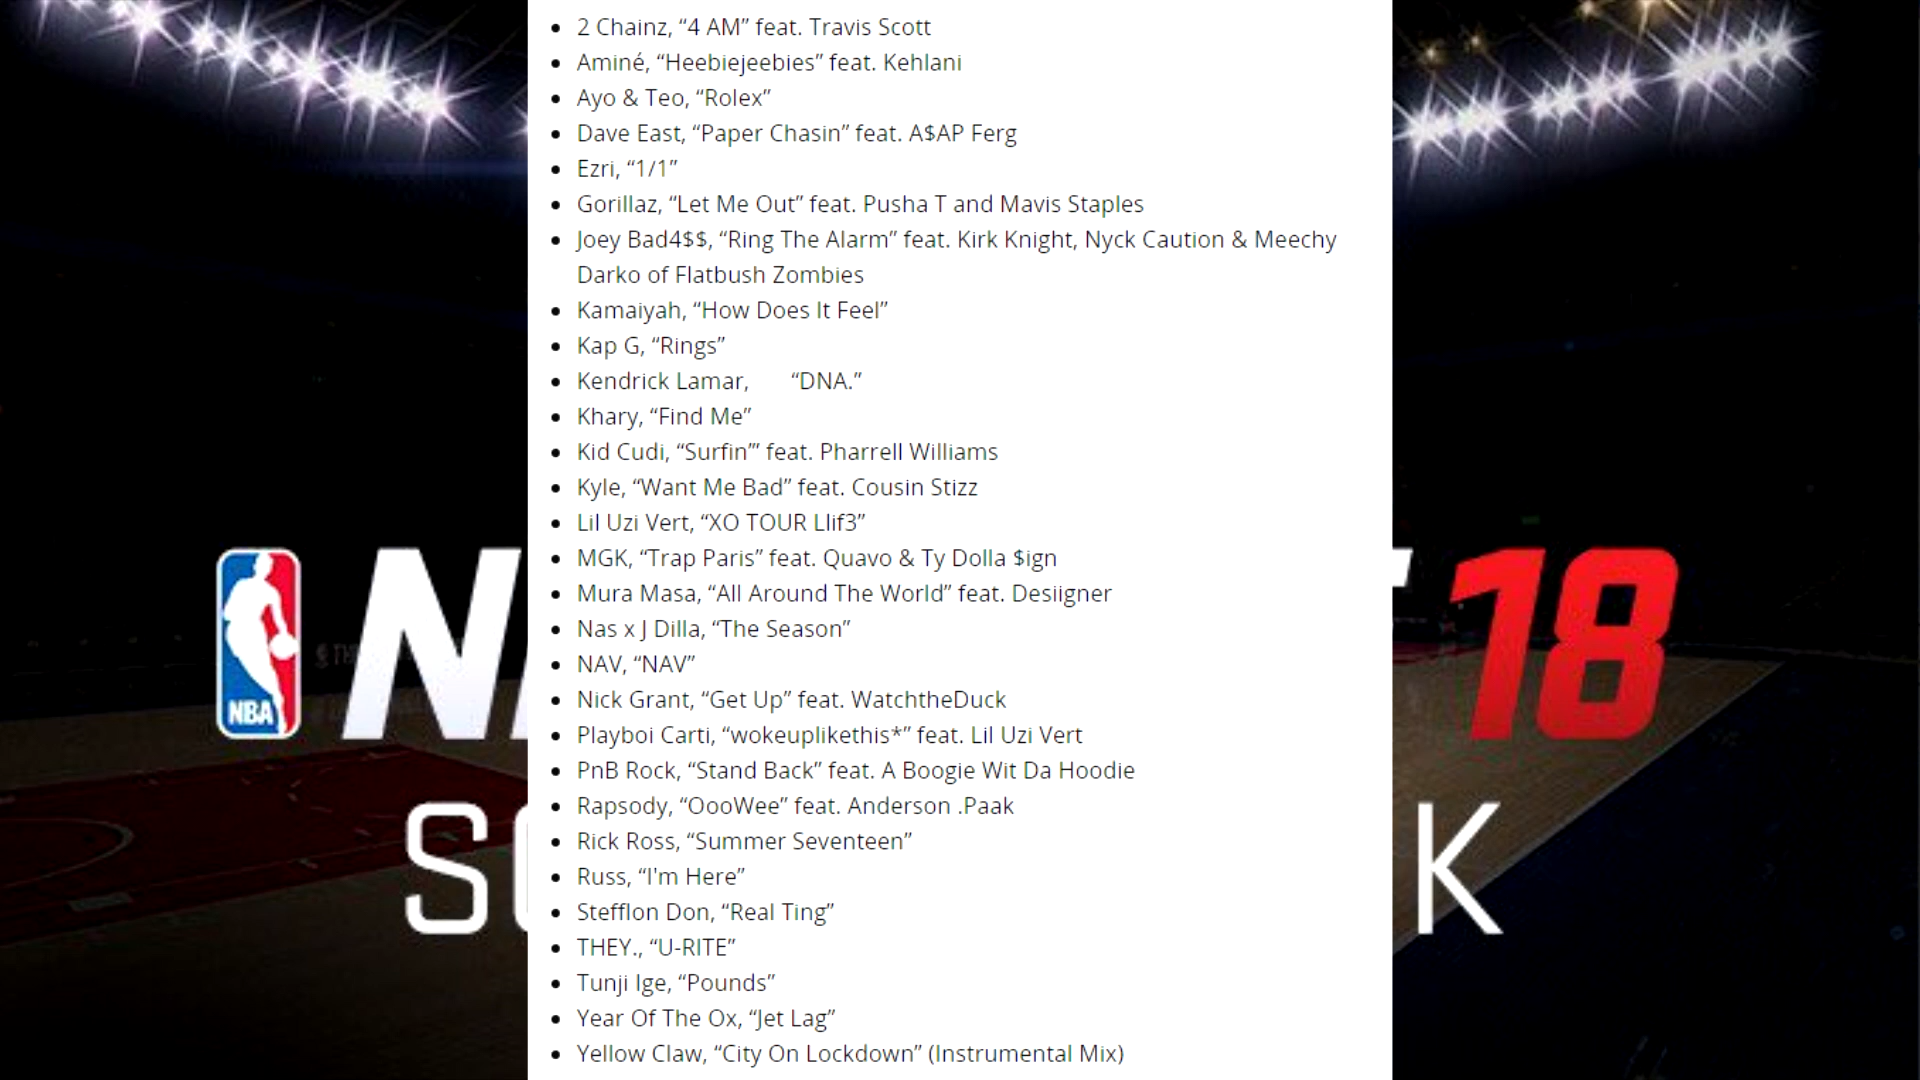 2 Chainz, “4 AM” feat. Travis Scott
Aminé, “Heebiejeebies” feat. Kehlani
Ayo & Teo, “Rolex”
Dave East, “Paper Chasin” feat. A$AP Ferg
Ezri, “1/1”
Gorillaz, “Let Me Out” feat. Pusha T and Mavis Staples
Joey Bad4$$, “Ring The Alarm” feat. Kirk Knight, Nyck Caution & Meechy
Darko of Flatbush Zombies
Kamaiyah, “How Does It Feel”
Kap G, “Rings”
Kendrick Lamar, “DNA.”
Khary, “Find Me”
Kid Cudi, “Surfin’” feat. Pharrell Williams
Kyle, “Want Me Bad” feat. Cousin Stizz
Lil Uzi Vert, “XO TOUR Llif3”
MGK, “Trap Paris” feat. Quavo & Ty Dolla $ign
Mura Masa, “All Around The World” feat. Desiigner
Nas x J Dilla, “The Season”
NAV, “NAV”
Nick Grant, “Get Up” feat. WatchtheDuck
Playboi Carti, “wokeuplikethis*” feat. Lil Uzi Vert
PnB Rock, “Stand Back” feat. A Boogie Wit Da Hoodie
Rapsody, “OooWee” feat. Anderson .Paak
Rick Ross, “Summer Seventeen”
Russ, “I'm Here”
Stefflon Don, “Real Ting”
THEY., “U-RITE”
Tunji Ige, “Pounds”
Year Of The Ox, “Jet Lag”
Yellow Claw, “City On Lockdown” (Instrumental Mix)
NBA
N 18
S K